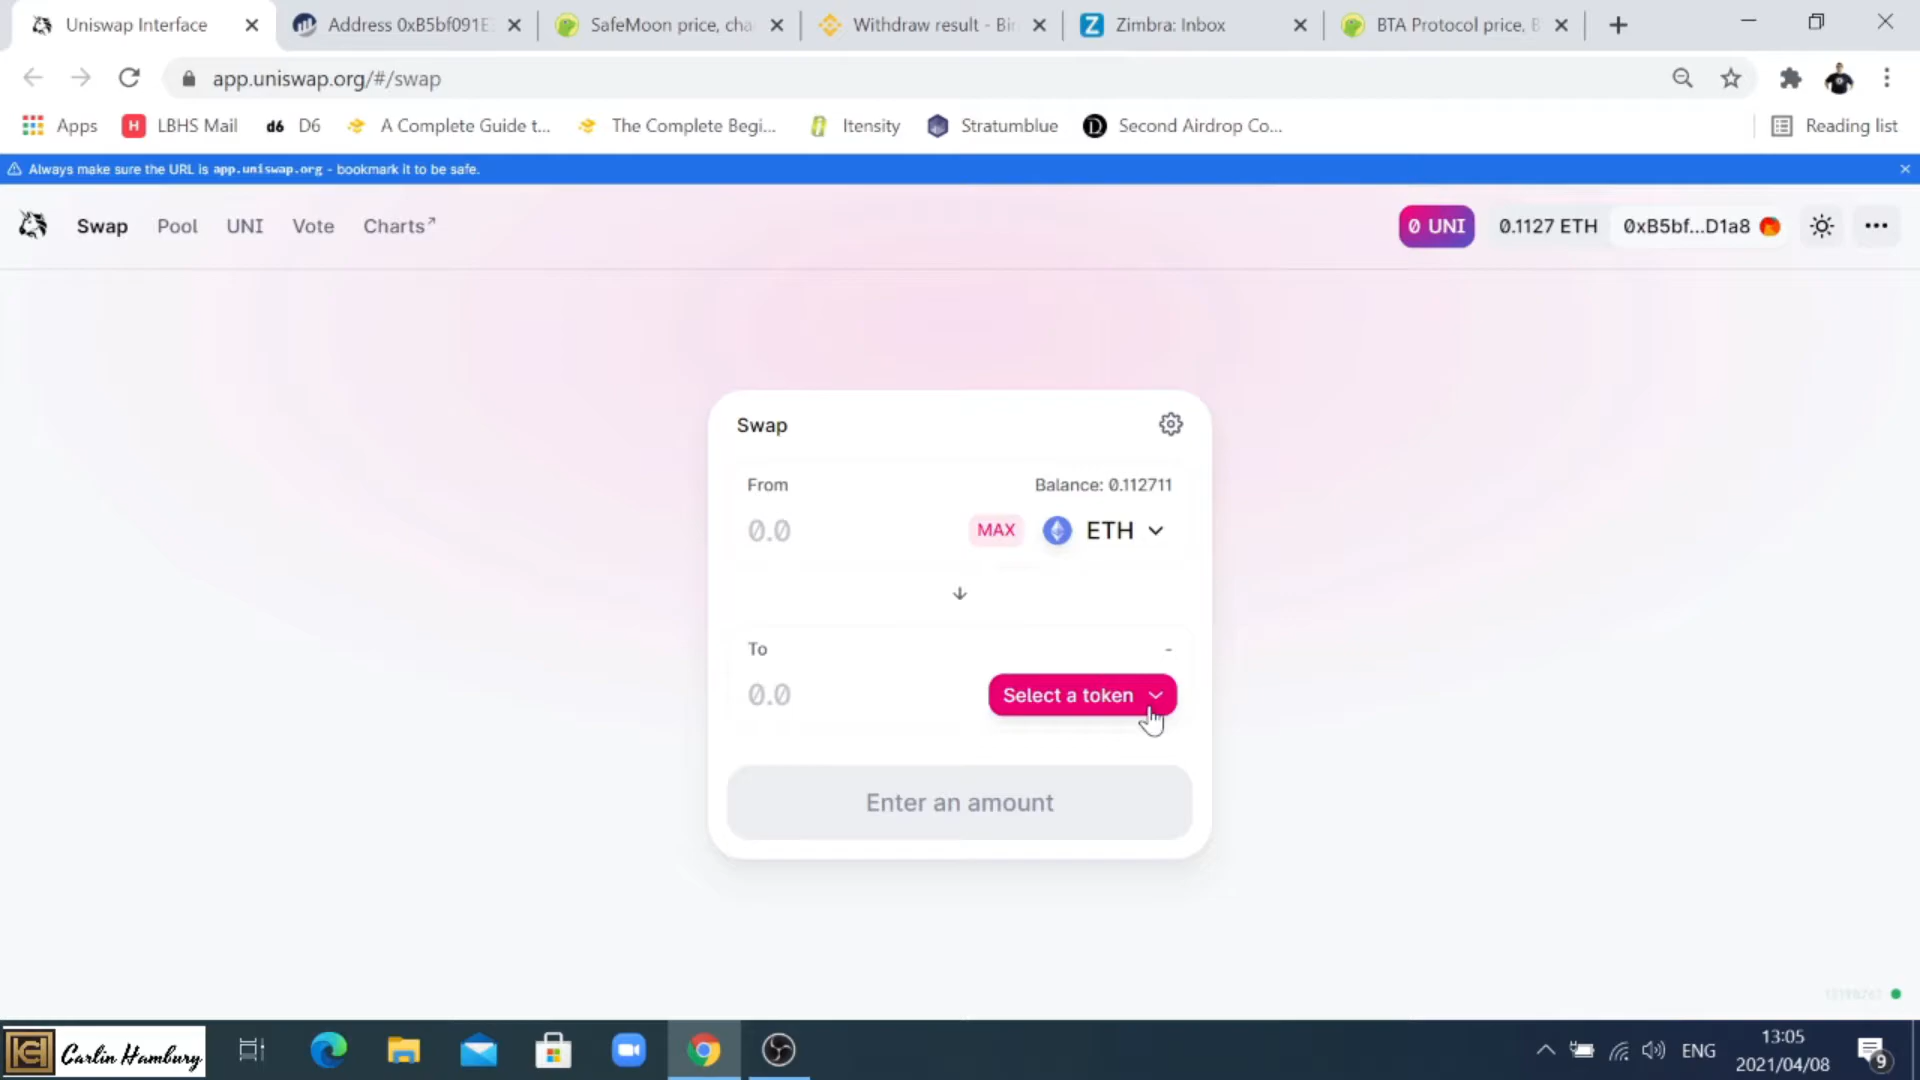 Uniswap Interface
Address 0xB5bf091E
SafeMoon price, cha
Withdraw result - Bi
Zimbra: Inbox
BTA Protocol price, B
app.uniswap.org/#/swap
Apps
LBHS Mail
d6 D6
A Complete Guide t...
The Complete Begi...
Itensity
Stratumblue
Second Airdrop Co...
Reading list
Always make sure the URL is app.uniswap.org - bookmark it to be safe.
Swap
Pool
UNI
Vote
Charts↗
0 UNI
0.1127 ETH
0xB5bf...D1a8
Swap
From
Balance: 0.112711
0.0
MAX
ETH
To
-
0.0
Select a token
Enter an amount
Carlin Hambury
ENG
13:05
2021/04/08
9